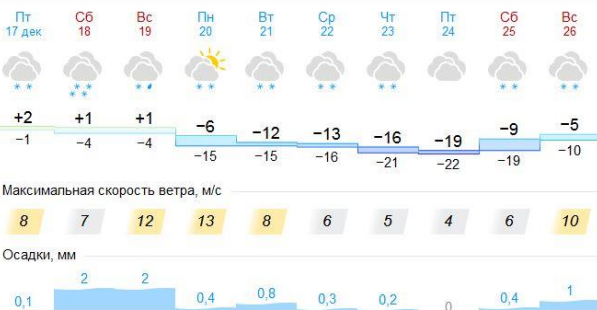 Пт Сб Вс Пн Вт Ср Чт Пт Сб Вс
17 дек 18 19 20 21 22 23 24 25 26
+2 +1 +1 −6 −12 −13 −16 −19 −9 −5
−1 −4 −4 −15 −15 −16 −21 −22 −19 −10
Максимальная скорость ветра, м/с
8 7 12 13 8 6 5 4 6 10
Осадки, мм
0,1 2 2 0,4 0,8 0,3 0,2 0 0,4 1